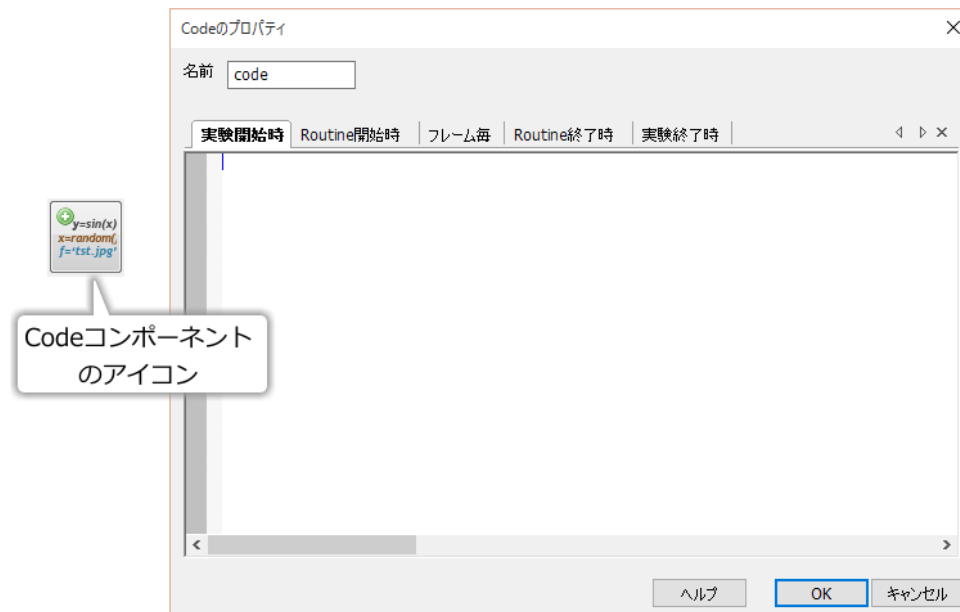 Codeのプロパティ
名前 code
実験開始時 Routine開始時 フレーム毎 Routine終了時 実験終了時
y=sin(x)
x=random(,
f='tst.jpg'
Codeコンポーネント
のアイコン
ヘルプ OK キャンセル